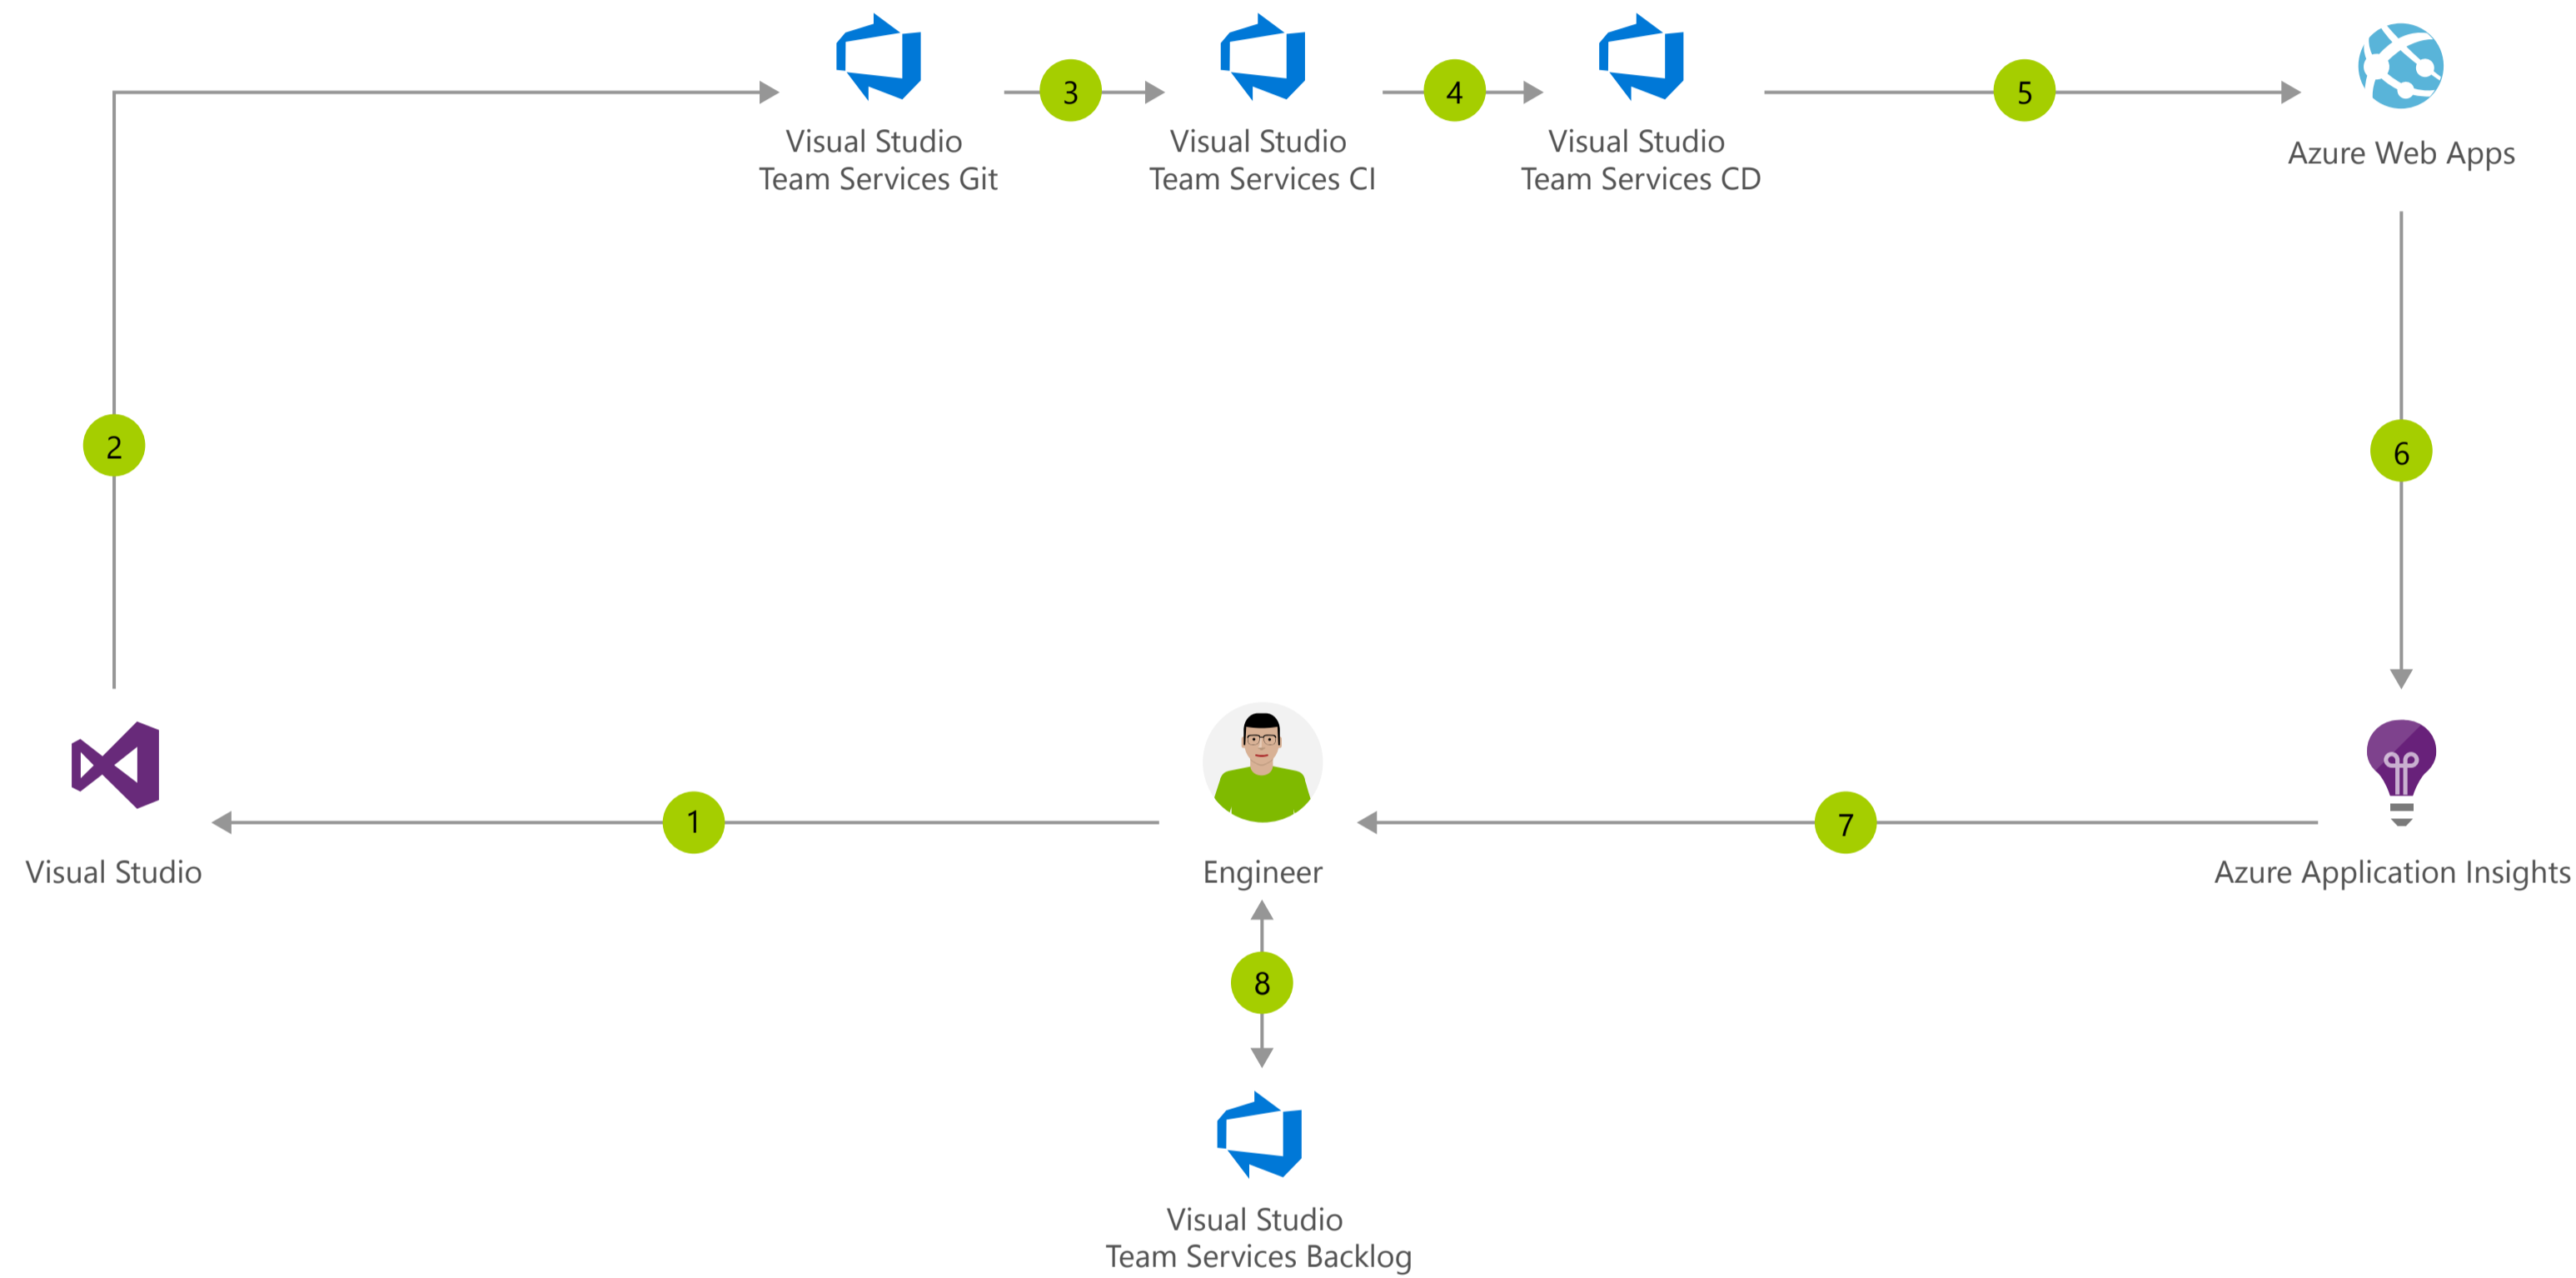 3
4
5
Visual Studio
Team Services Git
Visual Studio
Team Services CI
Visual Studio
Team Services CD
Azure Web Apps
2
6
1
7
Visual Studio
Engineer
Azure Application Insights
8
Visual Studio
Team Services Backlog